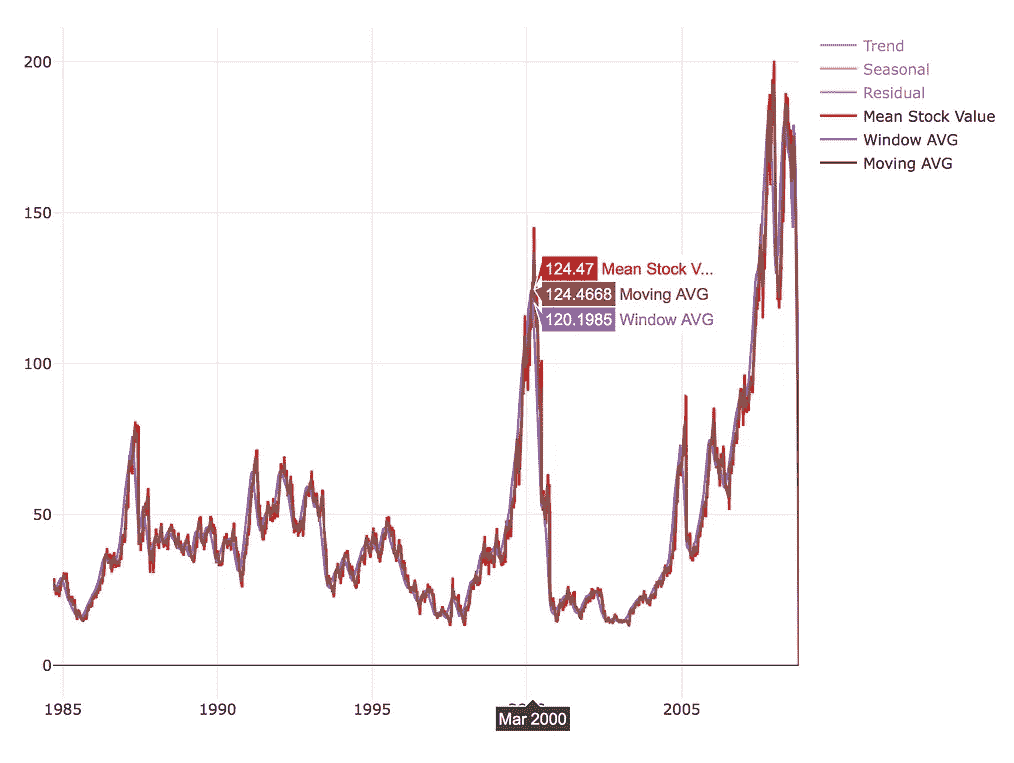 200
150
100
50
0
1985
1990
1995
2005
Mar 2000
124.47 Mean Stock V...
124.4668 Moving AVG
120.1985 Window AVG
Trend
Seasonal
Residual
Mean Stock Value
Window AVG
Moving AVG